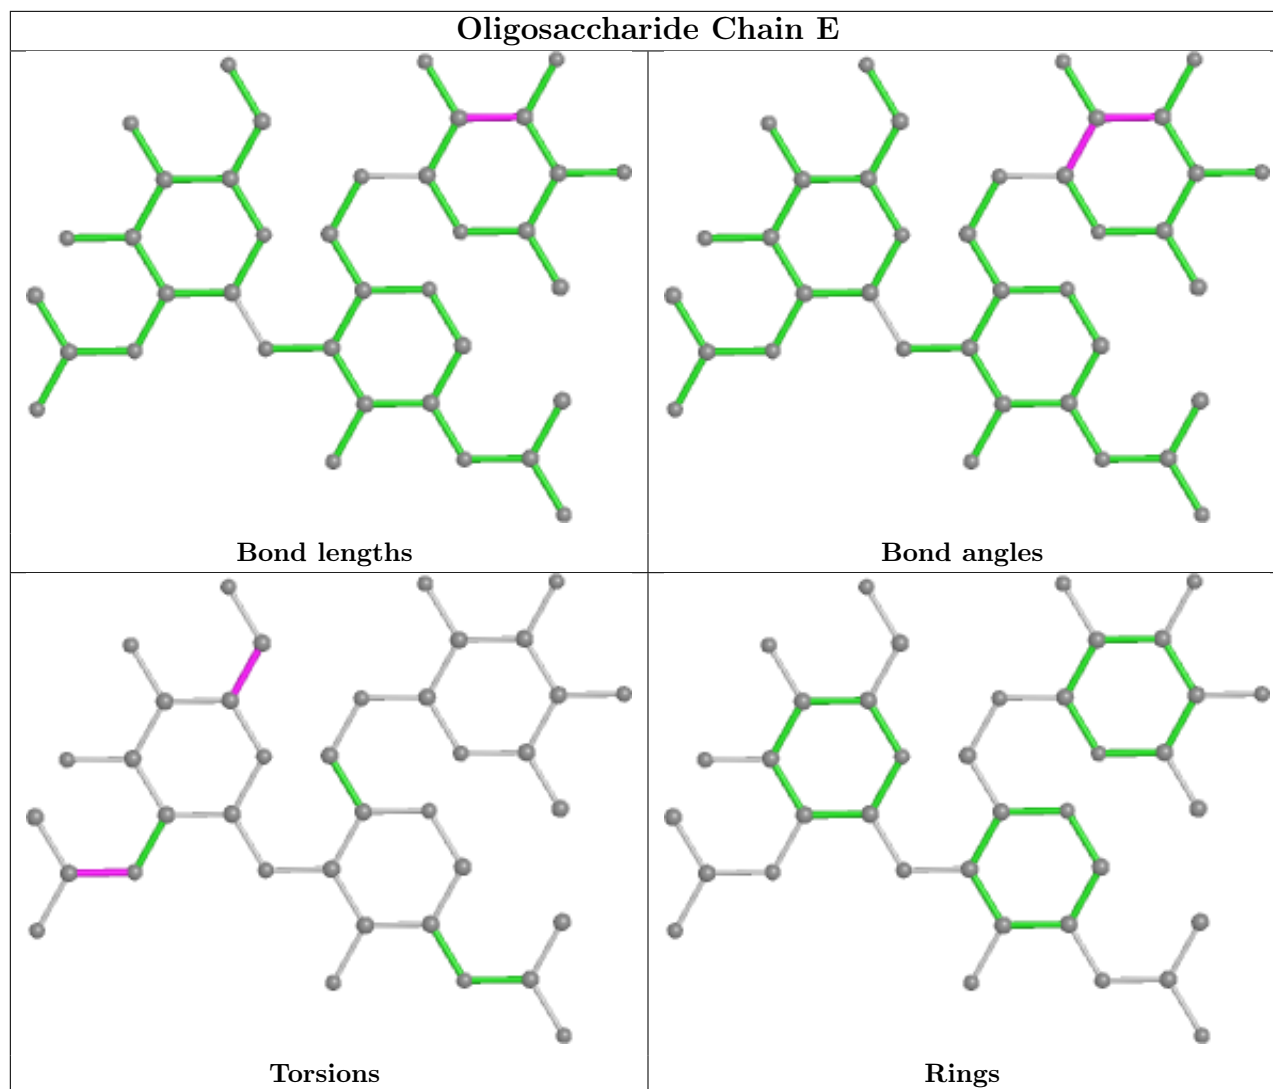 Oligosaccharide Chain E
Bond lengths
Bond angles
Torsions
Rings